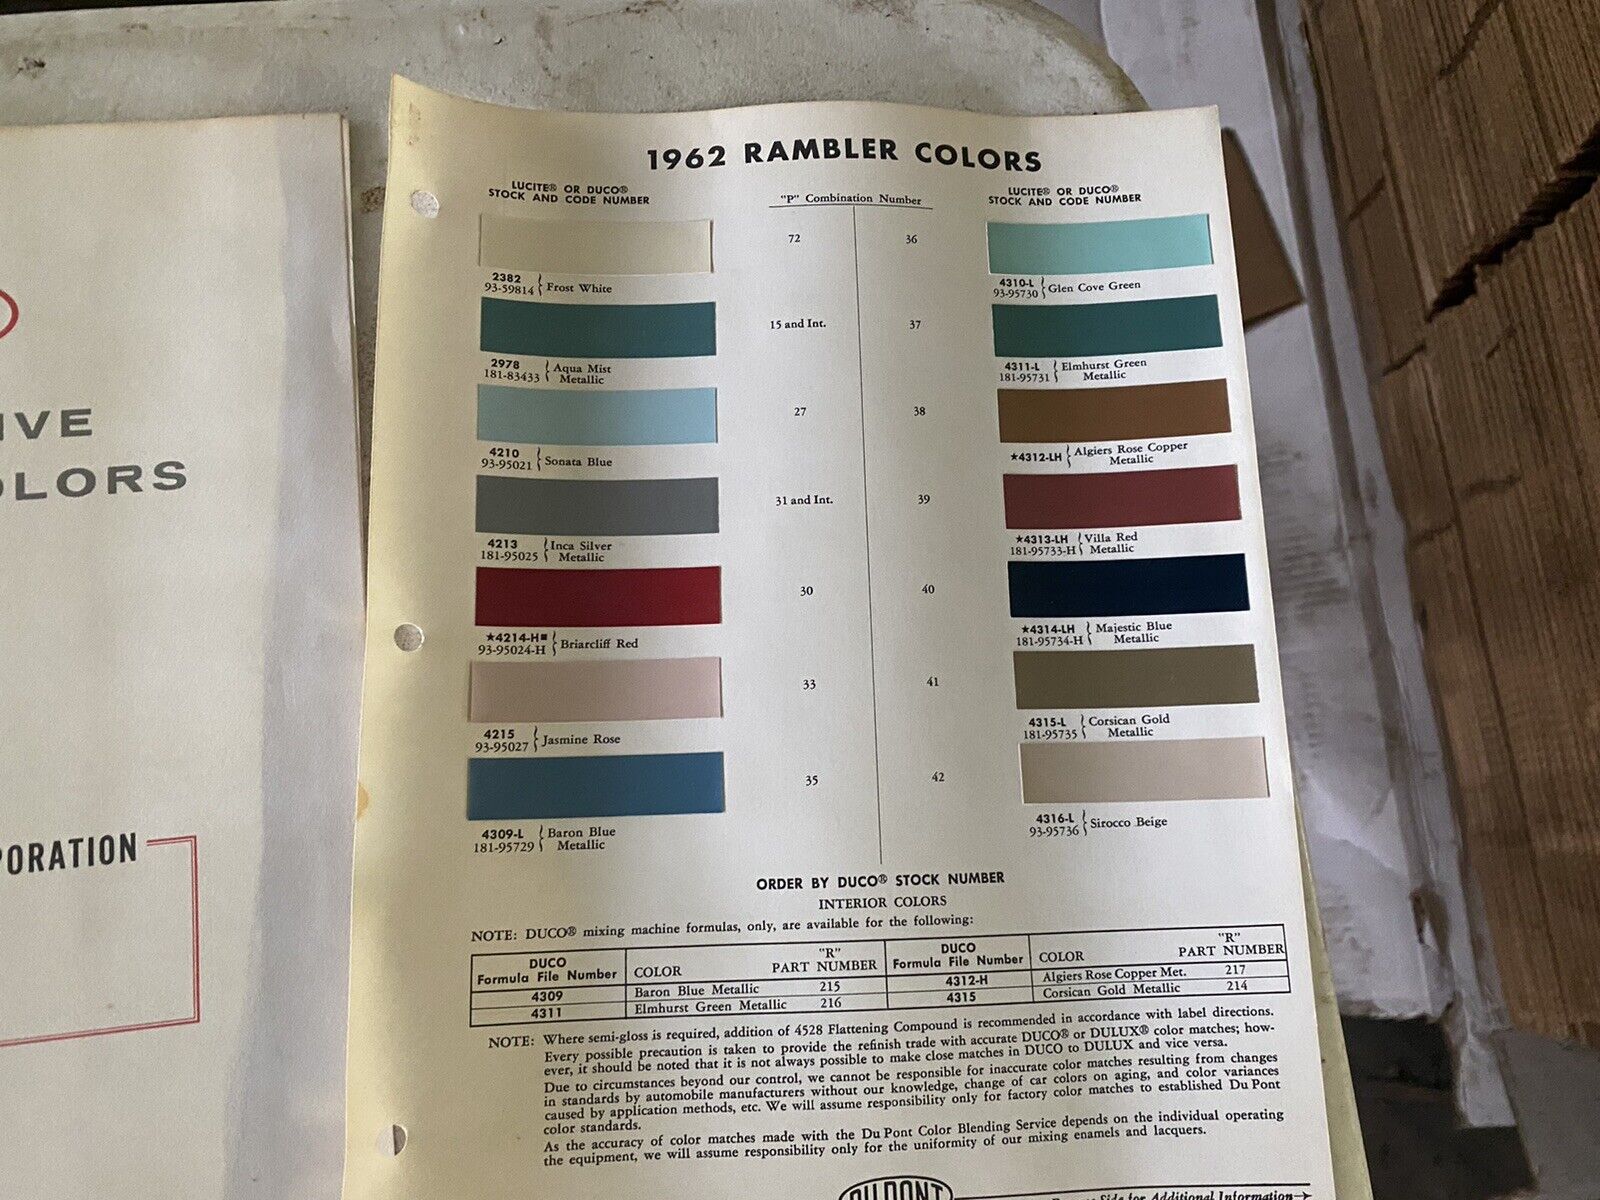 IVE
OLORS
PORATION
1962 RAMBLER COLORS
LUCITE® OR DUCO®
STOCK AND CODE NUMBER
"P" Combination Number
LUCITE® OR DUCO®
STOCK AND CODE NUMBER
72 36
2382
93-59814 Frost White
4310-L
93-95730 Glen Cove Green
15 and Int. 37
2978 Aqua Mist
181-83433 Metallic
4311-L Elmhurst Green
181-95731 Metallic
27 38
4210
93-95021 Sonata Blue
★4312-LH Algiers Rose Copper
Metallic
31 and Int. 39
4213 Inca Silver
181-95025 Metallic
★4313-LH Villa Red
181-95733-H Metallic
30 40
★4214-H■
93-95024-H Briarcliff Red
★4314-LH Majestic Blue
181-95734-H Metallic
33 41
4215
93-95027 Jasmine Rose
4315-L Corsican Gold
181-95735 Metallic
35 42
4309-L Baron Blue
181-95729 Metallic
4316-L
93-95736 Sirocco Beige
ORDER BY DUCO® STOCK NUMBER
INTERIOR COLORS
NOTE: DUCO® mixing machine formulas, only, are available for the following:
DUCO
Formula File Number
COLOR
"R"
PART NUMBER
DUCO
Formula File Number
COLOR
"R"
PART NUMBER
4309 Baron Blue Metallic 215 4312-H Algiers Rose Copper Met. 217
4311 Elmhurst Green Metallic 216 4315 Corsican Gold Metallic 214
NOTE: Where semi-gloss is required, addition of 4528 Flattening Compound is recommended in accordance with label directions.
Every possible precaution is taken to provide the refinish trade with accurate DUCO® or DULUX® color matches; how-
ever, it should be noted that it is not always possible to make close matches in DUCO to DULUX and vice versa.
Due to circumstances beyond our control, we cannot be responsible for inaccurate color matches resulting from changes
in standards by automobile manufacturers without our knowledge, change of car colors on aging, and color variances
caused by application methods, etc. We will assume responsibility only for factory color matches to established Du Pont
color standards.
As the accuracy of color matches made with the Du Pont Color Blending Service depends on the individual operating
the equipment, we will assume responsibility only for the uniformity of our mixing enamels and lacquers.
DU PONT
Side for Additional Information